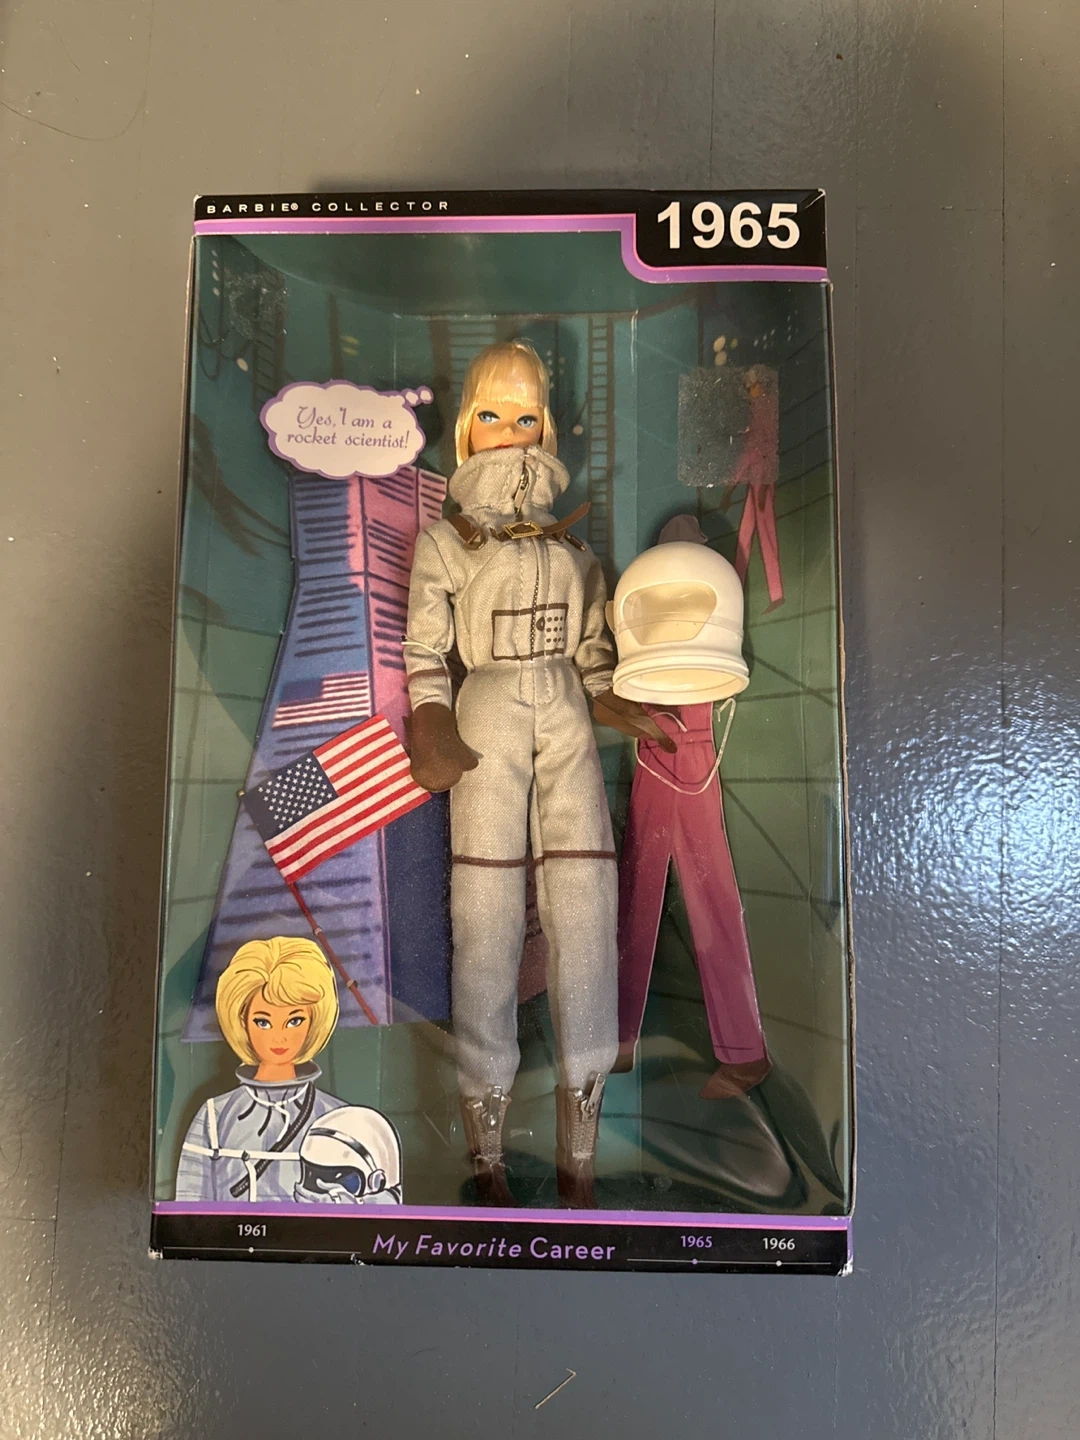 BARBIE® COLLECTOR
1965
Yes, I am a
rocket scientist!
1961
My Favorite Career
1965
1966